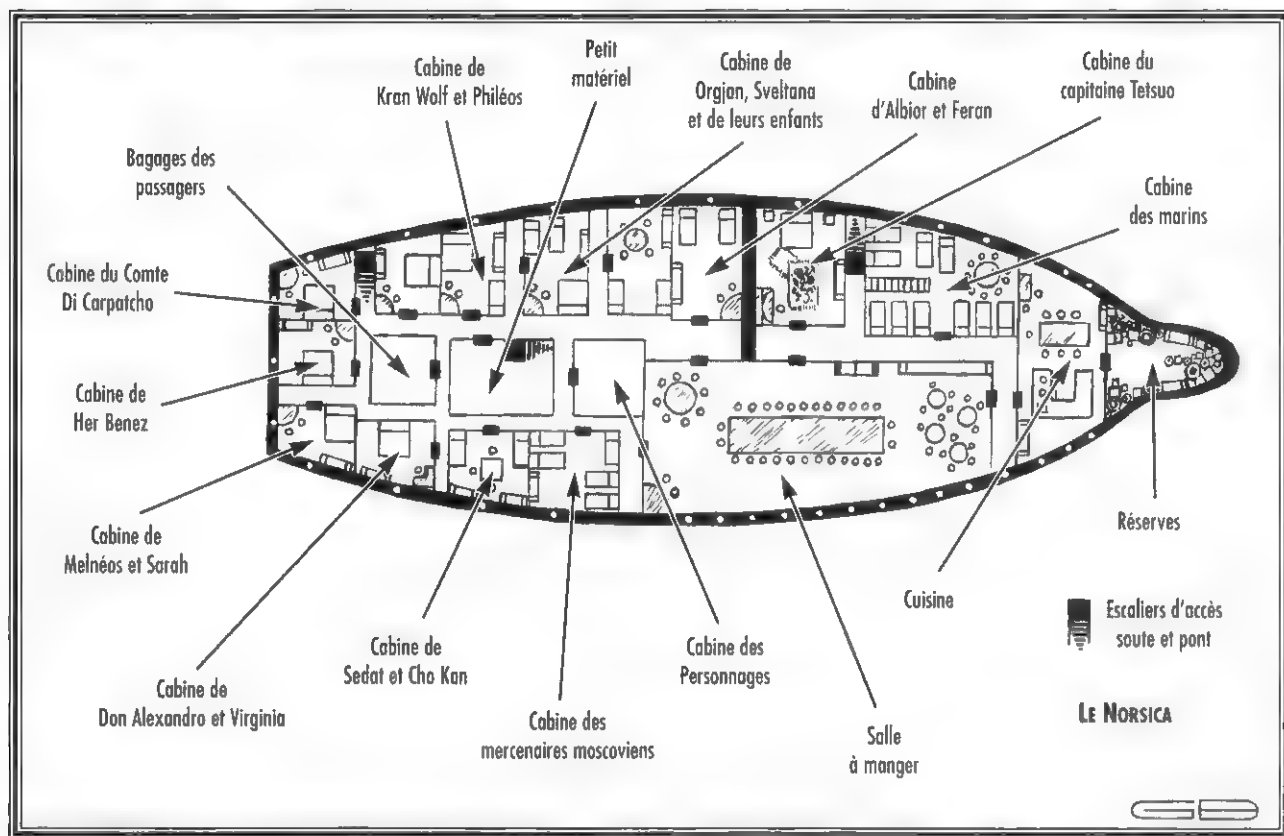 Petit
matériel
Cabine de
Kran Wolf et Philéos
Cabine de
Orgjan, Sveltana
et de leurs enfants
Cabine
d'Albior et Feran
Cabine du
capitaine Tetsuo
Bagages des
passagers
Cabine
des marins
Cabine du Comte
Di Carpatcho
Cabine de
Her Benez
Cabine de
Melnéos et Sarah
Cabine de
Don Alexandro et Virginia
Cabine de
Sedat et Cho Kan
Cabine des
mercenaires moscoviens
Cabine des
Personnages
Salle
à manger
Cuisine
Réserves
Escaliers d'accès
soute et pont
LE NORSICA